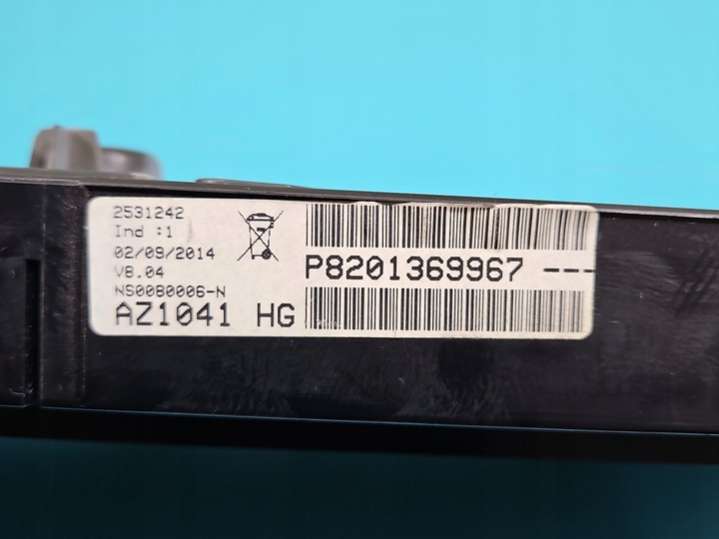 2531242
Ind :1
02/09/2014
V8.04
NS0080006-N
AZ1041 HG
P8201369967 ---